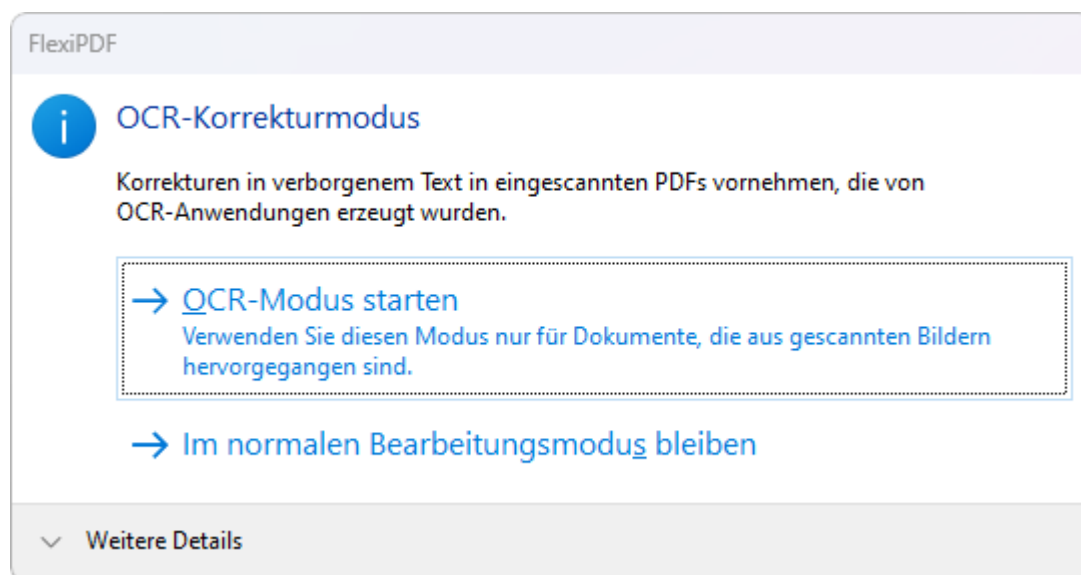 FlexiPDF
OCR-Korrekturmodus
Korrekturen in verborgenem Text in eingescannten PDFs vornehmen, die von
OCR-Anwendungen erzeugt wurden.
OCR-Modus starten
Verwenden Sie diesen Modus nur für Dokumente, die aus gescannten Bildern
hervorgegangen sind.
Im normalen Bearbeitungsmodus bleiben
Weitere Details